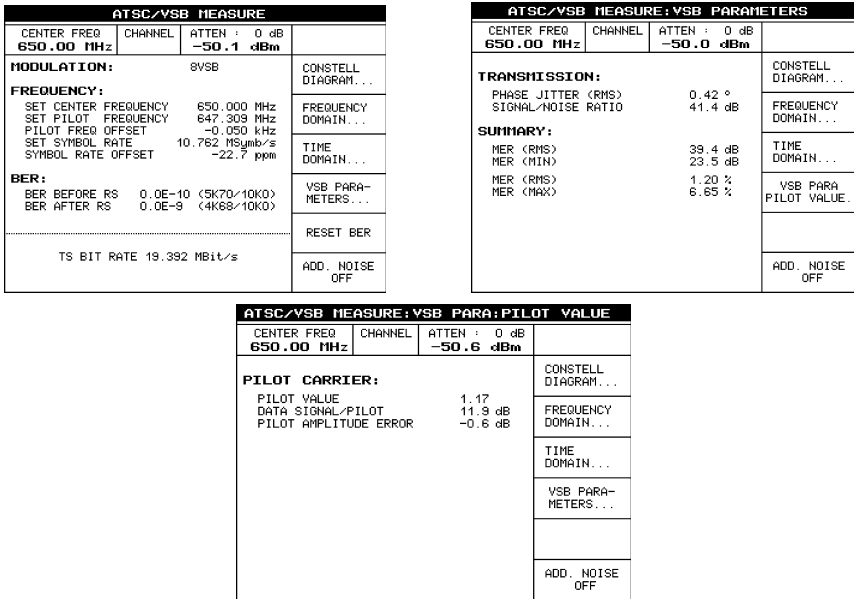 ATSC/VSB MEASURE
CENTER FREQ CHANNEL ATTEN : 0 dB
650.00 MHz -50.1 dBm
MODULATION: 8VSB
CONSTELL
DIAGRAM...
FREQUENCY:
SET CENTER FREQUENCY 650.000 MHz
SET PILOT FREQUENCY 647.309 MHz
PILOT FREQ OFFSET -0.050 kHz
SET SYMBOL RATE 10.762 MSymb/s
SYMBOL RATE OFFSET -22.7 ppm
FREQUENCY
DOMAIN...
TIME
DOMAIN...
BER:
BER BEFORE RS 0.0E-10 (5K70/10K0)
BER AFTER RS 0.0E-9 (4K68/10K0)
VSB PARA-
METERS...
RESET BER
TS BIT RATE 19.392 MBit/s
ADD. NOISE
OFF
ATSC/VSB MEASURE:VSB PARAMETERS
CENTER FREQ CHANNEL ATTEN : 0 dB
650.00 MHz -50.0 dBm
TRANSMISSION:
PHASE JITTER (RMS) 0.42 °
SIGNAL/NOISE RATIO 41.4 dB
SUMMARY:
MER (RMS) 39.4 dB
MER (MIN) 23.5 dB
MER (RMS) 1.20 %
MER (MAX) 6.65 %
CONSTELL
DIAGRAM...
FREQUENCY
DOMAIN...
TIME
DOMAIN...
VSB PARA
PILOT VALUE.
ADD. NOISE
OFF
ATSC/VSB MEASURE:VSB PARA:PILOT VALUE
CENTER FREQ CHANNEL ATTEN : 0 dB
650.00 MHz -50.6 dBm
PILOT CARRIER:
PILOT VALUE 1.17
DATA SIGNAL/PILOT 11.9 dB
PILOT AMPLITUDE ERROR -0.6 dB
CONSTELL
DIAGRAM...
FREQUENCY
DOMAIN...
TIME
DOMAIN...
VSB PARA-
METERS...
ADD. NOISE
OFF